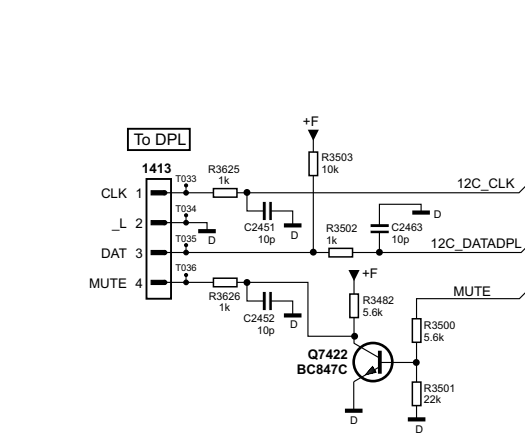 +F
To DPL
1413
R3503
10k
T033
R3625
1k
CLK 1
12C_CLK
T034
_L 2
D
C2451
10p
D
R3502
1k
C2463
10p
D
T035
DAT 3
12C_DATADPL
T036
MUTE 4
+F
MUTE
R3626
1k
C2452
10p
D
R3482
5.6k
R3500
5.6k
Q7422
BC847C
R3501
22k
D
D